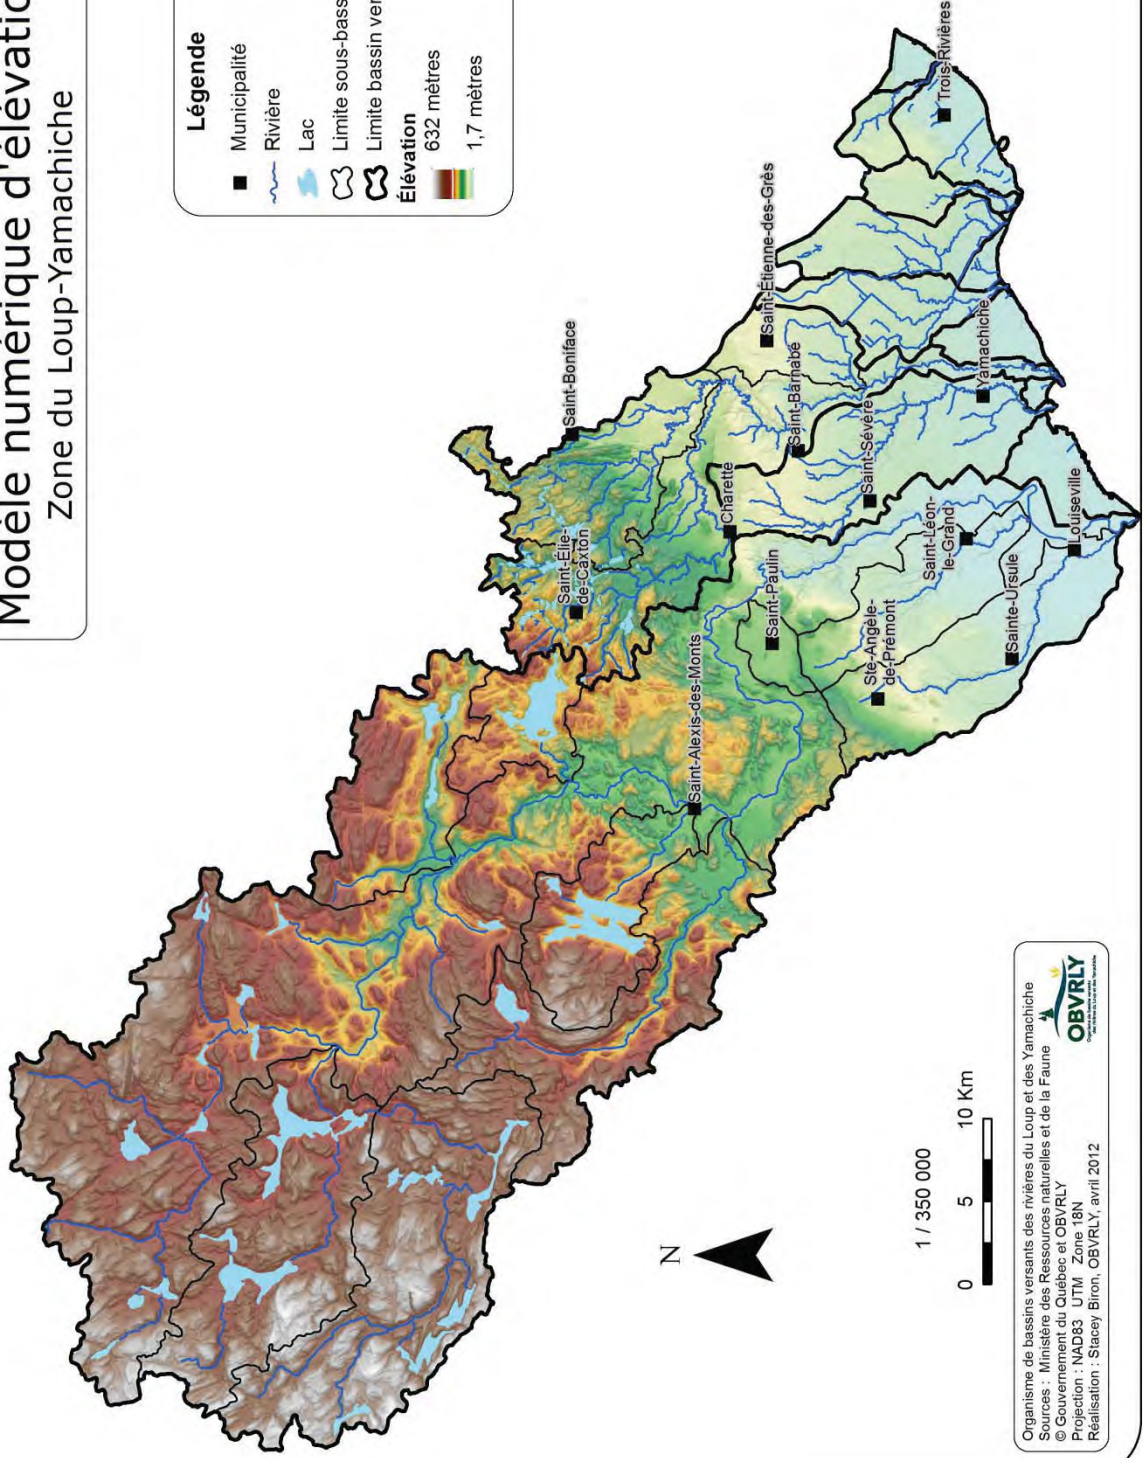 Modèle numérique d'élévatio
Zone du Loup-Yamachiche
Légende
Municipalité
Rivière
Lac
Limite sous-bass
Limite bassin ver
Élévation
632 mètres
1,7 mètres
Saint-Boniface
Saint-Élie-
de-Caxton
Saint-Étienne-des-Grès
Trois-Rivières
Charette
Saint-Barnabé
Saint-Alexis-des-Monts
Saint-Paulin
Saint-Sévère
Ste-Angèle-
de-Prémont
Saint-Léon-
le-Grand
Yamachiche
Sainte-Ursule
Louiseville
N
1 / 350 000
0 5 10 Km
Organisme de bassins versants des rivières du Loup et des Yamachiche
Sources : Ministère des Ressources naturelles et de la Faune
© Gouvernement du Québec et OBVRLY
Projection : NAD83 UTM Zone 18N
Réalisation : Stacey Biron, OBVRLY, avril 2012
OBVRLY